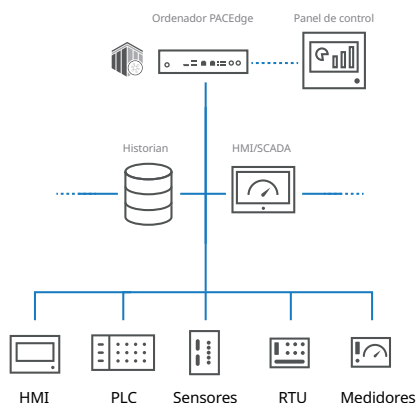 Ordenador PACEdge
Panel de control
Historian
HMI/SCADA
HMI
PLC
Sensores
RTU
Medidores